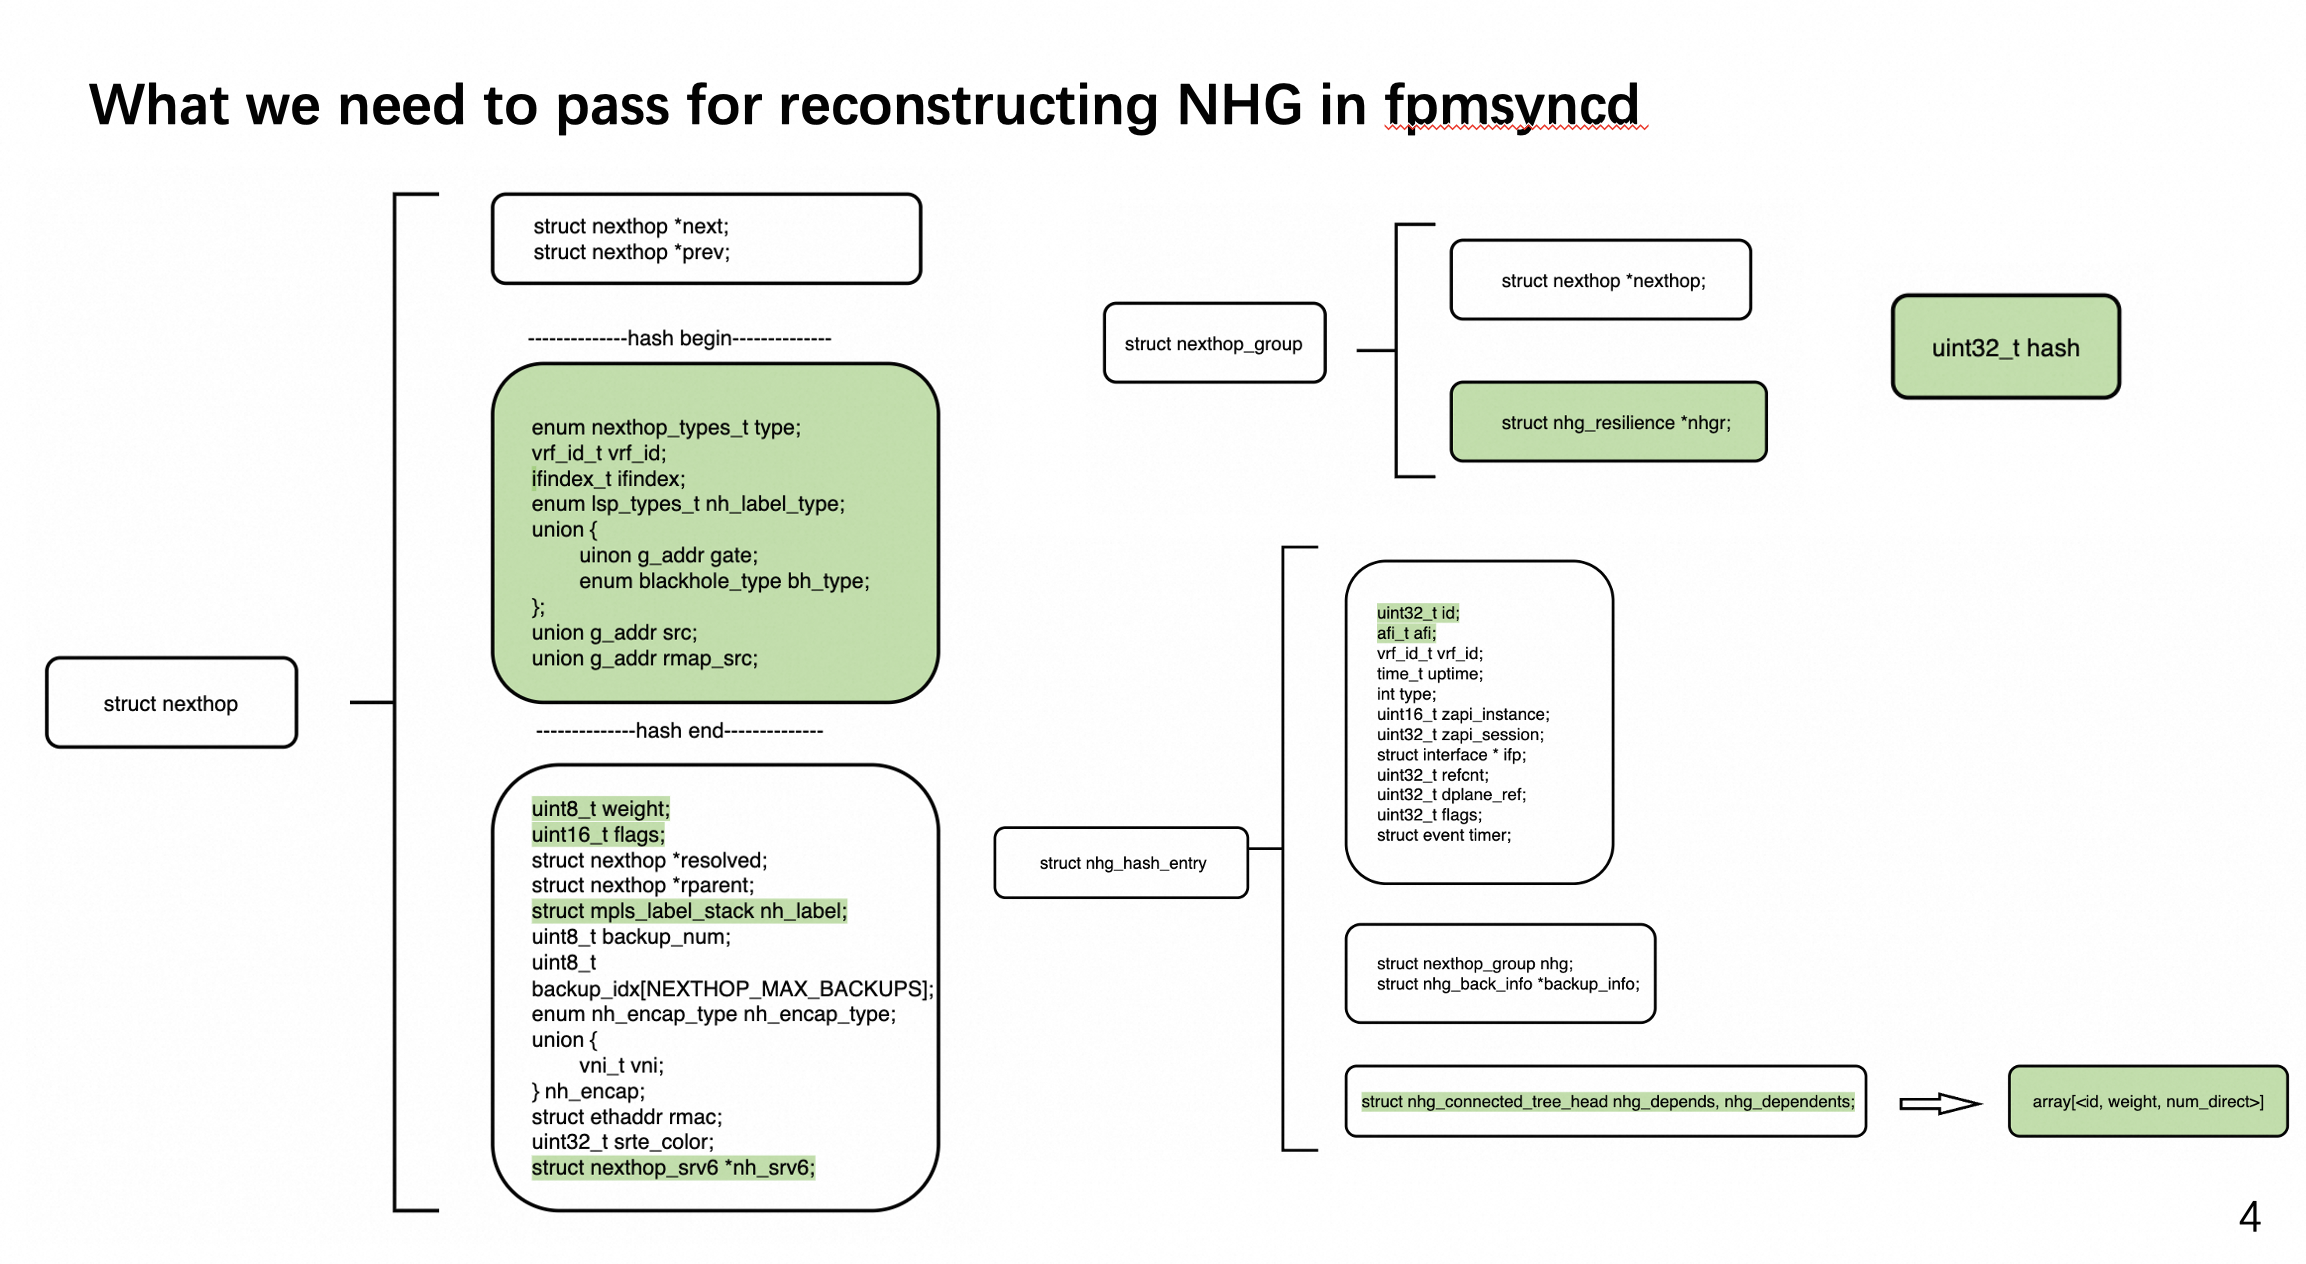 What we need to pass for reconstructing NHG in fpmsyncd
struct nexthop
struct nexthop *next;
struct nexthop *prev;
--------------hash begin--------------
enum nexthop_types_t type;
vrf_id_t vrf_id;
ifindex_t ifindex;
enum lsp_types_t nh_label_type;
union {
uinon g_addr gate;
enum blackhole_type bh_type;
};
union g_addr src;
union g_addr rmap_src;
--------------hash end--------------
uint8_t weight;
uint16_t flags;
struct nexthop *resolved;
struct nexthop *rparent;
struct mpls_label_stack nh_label;
uint8_t backup_num;
uint8_t
backup_idx[NEXTHOP_MAX_BACKUPS];
enum nh_encap_type nh_encap_type;
union {
vni_t vni;
} nh_encap;
struct ethaddr rmac;
uint32_t srte_color;
struct nexthop_srv6 *nh_srv6;
struct nexthop_group
struct nexthop *nexthop;
struct nhg_resilience *nhgr;
uint32_t hash
struct nhg_hash_entry
uint32_t id;
afi_t afi;
vrf_id_t vrf_id;
time_t uptime;
int type;
uint16_t zapi_instance;
uint32_t zapi_session;
struct interface * ifp;
uint32_t refcnt;
uint32_t dplane_ref;
uint32_t flags;
struct event timer;
struct nexthop_group nhg;
struct nhg_back_info *backup_info;
struct nhg_connected_tree_head nhg_depends, nhg_dependents;
array[<id, weight, num_direct>]
4